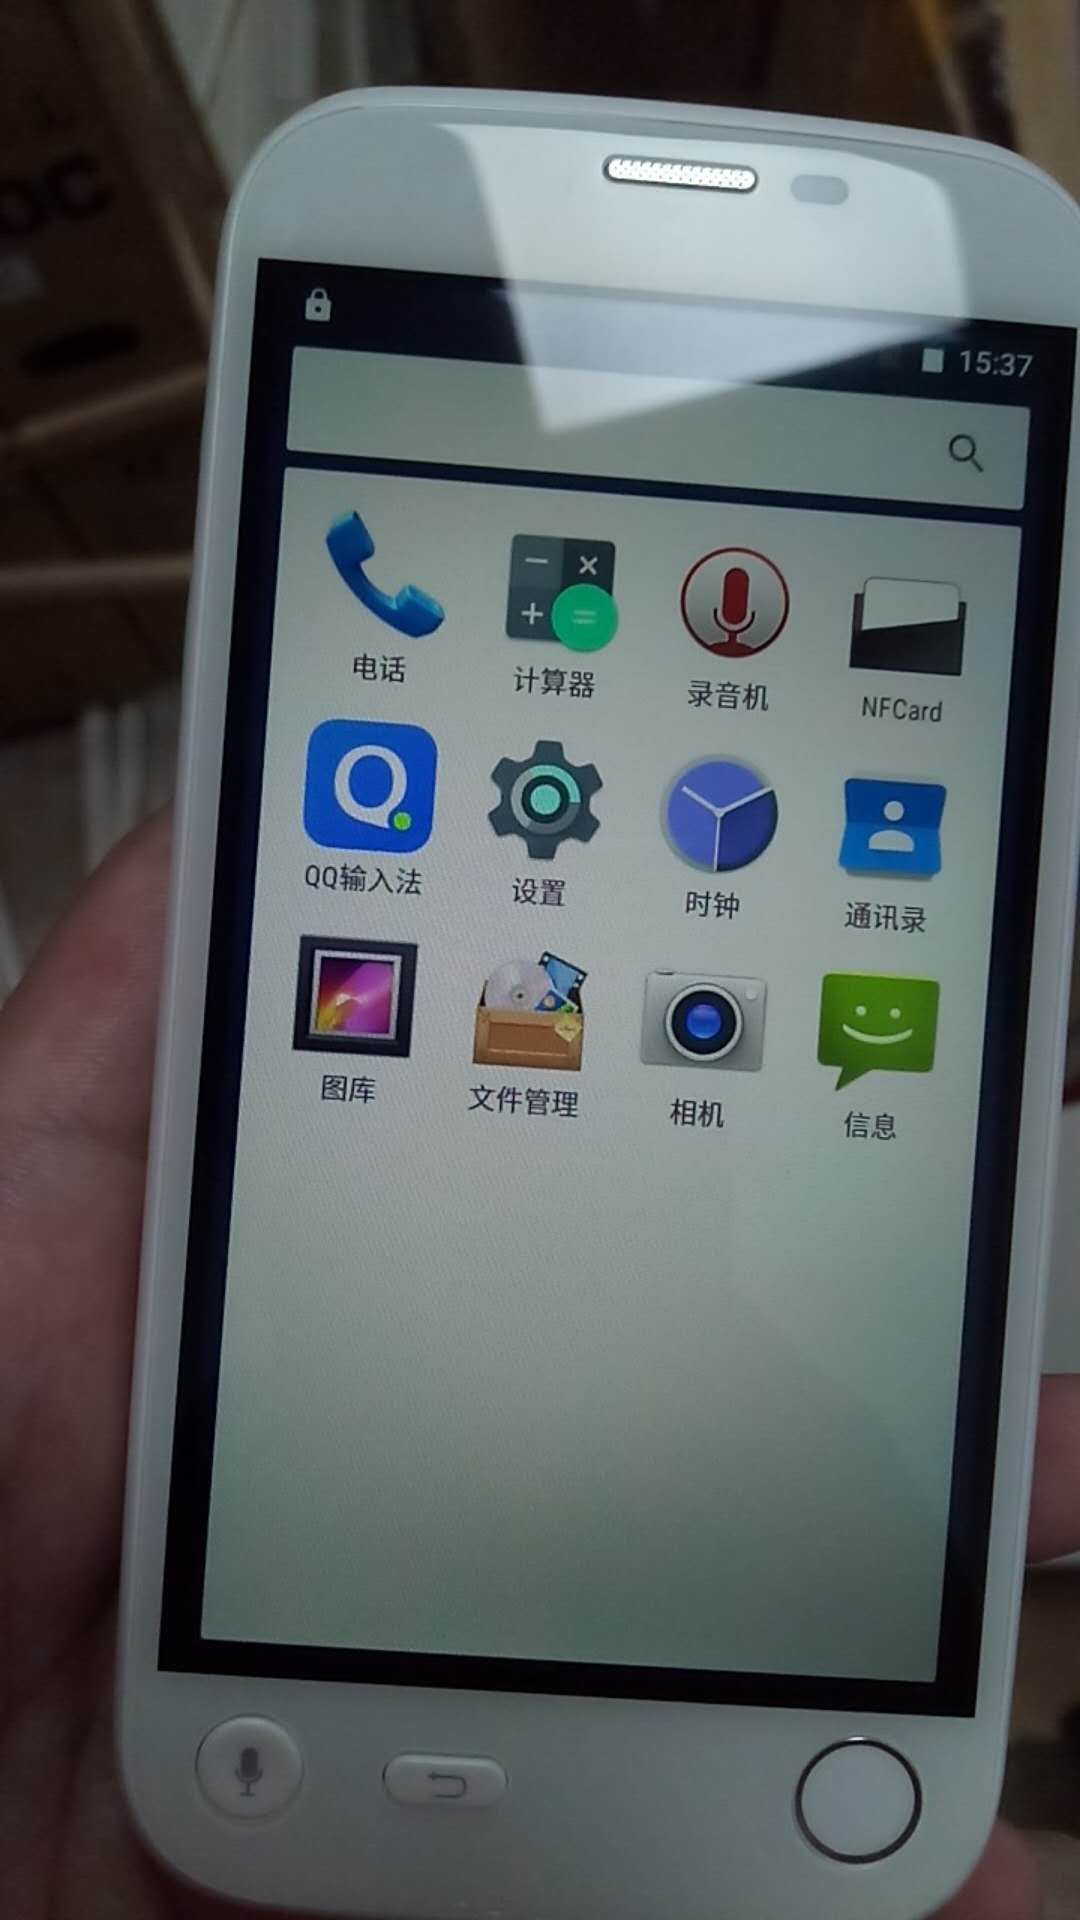 15:37
电话
计算器
录音机
NFCard
QQ输入法
设置
时钟
通讯录
图库
文件管理
相机
信息